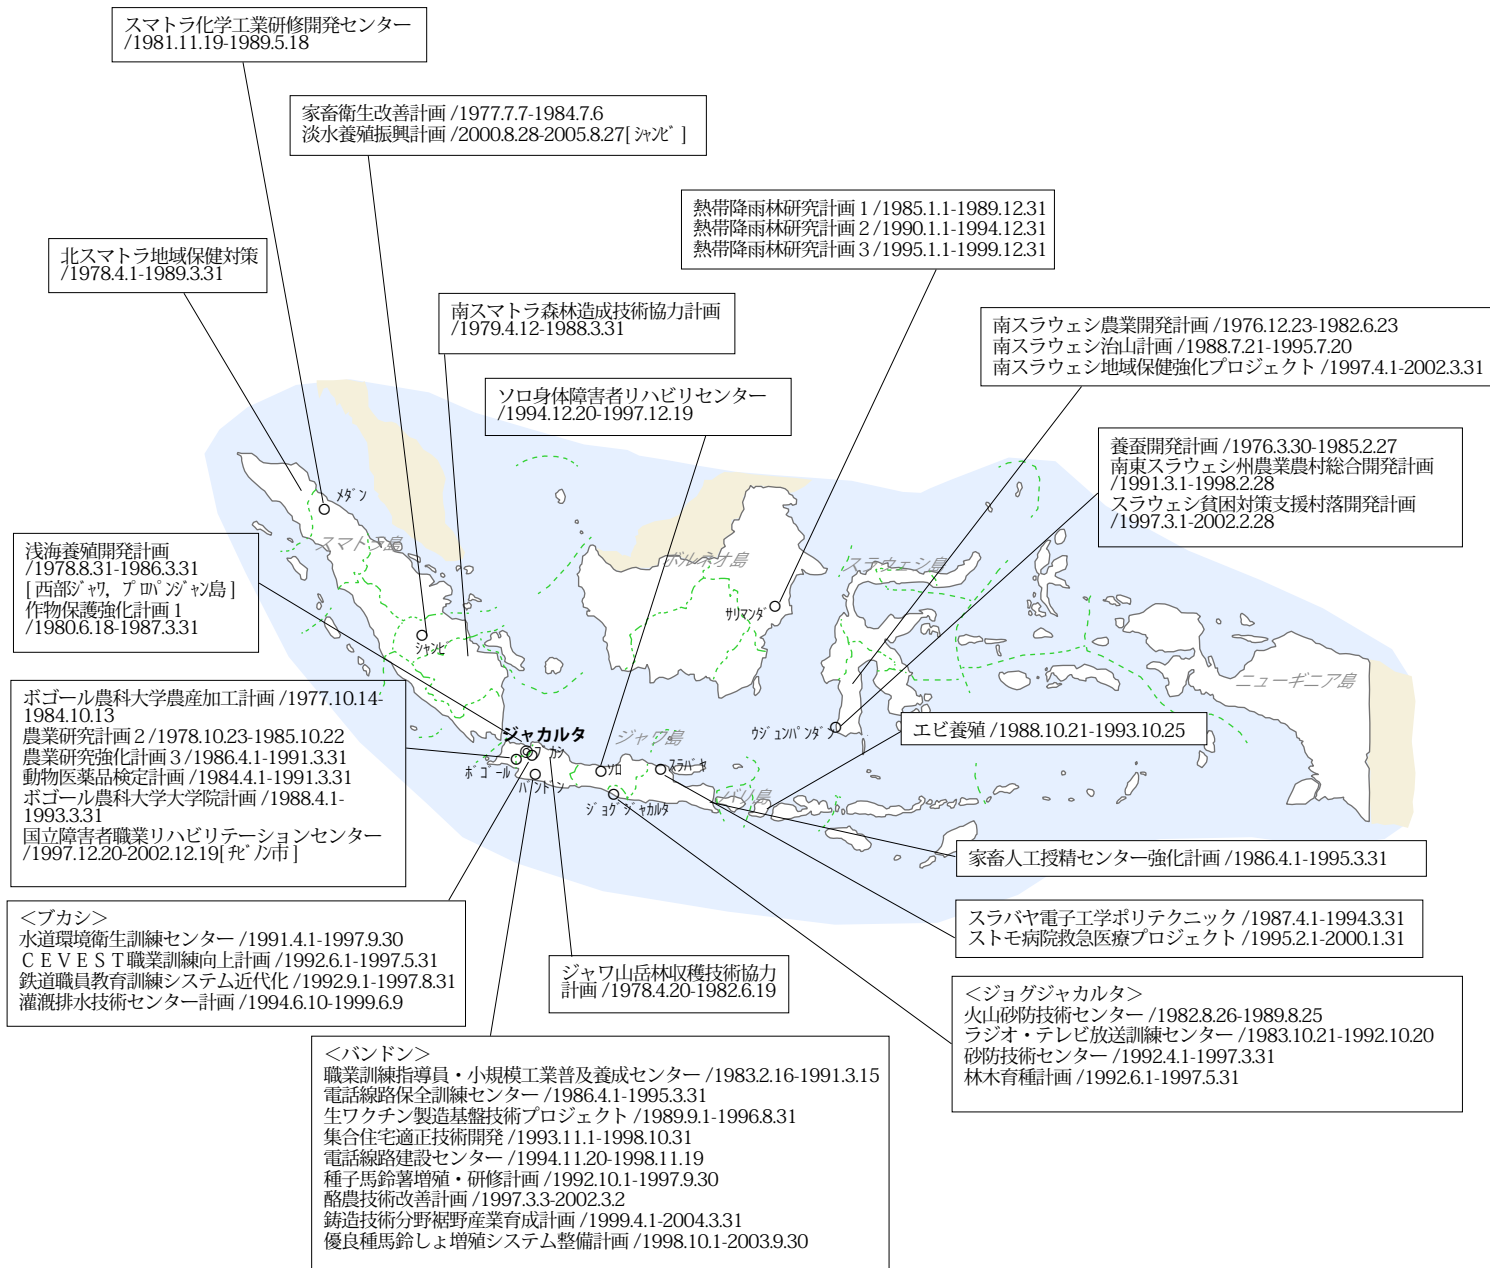 スマトラ化学工業研修開発センター
/1981.11.19-1989.5.18
家畜衛生改善計画 /1977.7.7-1984.7.6
淡水養殖振興計画 /2000.8.28-2005.8.27[ｼﾞｬﾝﾋﾞ]
熱帯降雨林研究計画 1 /1985.1.1-1989.12.31
熱帯降雨林研究計画 2 /1990.1.1-1994.12.31
熱帯降雨林研究計画 3 /1995.1.1-1999.12.31
北スマトラ地域保健対策
/1978.4.1-1989.3.31
南スマトラ森林造成技術協力計画
/1979.4.12-1988.3.31
南スラウェシ農業開発計画 /1976.12.23-1982.6.23
南スラウェシ治山計画 /1988.7.21-1995.7.20
南スラウェシ地域保健強化プロジェクト /1997.4.1-2002.3.31
ソロ身体障害者リハビリセンター
/1994.12.20-1997.12.19
養蚕開発計画 /1976.3.30-1985.2.27
南東スラウェシ州農業農村総合開発計画
/1991.3.1-1998.2.28
スラウェシ貧困対策支援村落開発計画
/1997.3.1-2002.2.28
ﾒﾀﾞﾝ
スマトラ島
ボルネオ島
スラウェシ島
浅海養殖開発計画
/1978.8.31-1986.3.31
[西部ｼﾞｬﾜ，ﾌﾟﾛﾊﾟﾝｼﾞｬﾝ島]
作物保護強化計画 1
/1980.6.18-1987.3.31
ｻﾘﾏﾝﾀﾞ
ｼﾞｬﾝﾋﾞ
ニューギニア島
ボゴール農科大学農産加工計画 /1977.10.14-
1984.10.13
農業研究計画 2 /1978.10.23-1985.10.22
農業研究強化計画 3 /1986.4.1-1991.3.31
動物医薬品検定計画 /1984.4.1-1991.3.31
ボゴール農科大学大学院計画 /1988.4.1-
1993.3.31
国立障害者職業リハビリテーションセンター
/1997.12.20-2002.12.19[ﾁﾋﾞﾉﾝ市]
ジャカルタ
ジャワ島
ｳｼﾞｭﾝﾊﾟﾝﾀﾞﾝ
エビ養殖 /1988.10.21-1993.10.25
ﾎﾞｺﾞｰﾙ
ﾊﾞﾝﾄﾞﾝ
ｿﾛ
ｽﾗﾊﾞﾔ
ｼﾞｮｸﾞｼﾞｬｶﾙﾀ
バリ島
家畜人工授精センター強化計画 /1986.4.1-1995.3.31
＜ブカシ＞
水道環境衛生訓練センター /1991.4.1-1997.9.30
ＣＥＶＥＳＴ職業訓練向上計画 /1992.6.1-1997.5.31
鉄道職員教育訓練システム近代化 /1992.9.1-1997.8.31
灌漑排水技術センター計画 /1994.6.10-1999.6.9
ジャワ山岳林収穫技術協力
計画 /1978.4.20-1982.6.19
スラバヤ電子工学ポリテクニック /1987.4.1-1994.3.31
ストモ病院救急医療プロジェクト /1995.2.1-2000.1.31
＜ジョグジャカルタ＞
火山砂防技術センター /1982.8.26-1989.8.25
ラジオ・テレビ放送訓練センター /1983.10.21-1992.10.20
砂防技術センター /1992.4.1-1997.3.31
林木育種計画 /1992.6.1-1997.5.31
＜バンドン＞
職業訓練指導員・小規模工業普及養成センター /1983.2.16-1991.3.15
電話線路保全訓練センター /1986.4.1-1995.3.31
生ワクチン製造基盤技術プロジェクト /1989.9.1-1996.8.31
集合住宅適正技術開発 /1993.11.1-1998.10.31
電話線路建設センター /1994.11.20-1998.11.19
種子馬鈴薯増殖・研修計画 /1992.10.1-1997.9.30
酪農技術改善計画 /1997.3.3-2002.3.2
鋳造技術分野裾野産業育成計画 /1999.4.1-2004.3.31
優良種馬鈴しょ増殖システム整備計画 /1998.10.1-2003.9.30